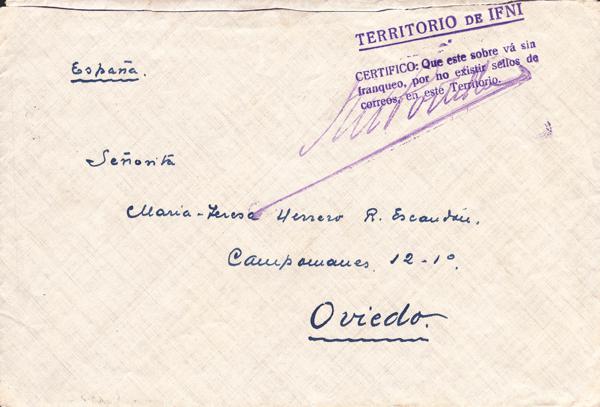 TERRITORIO DE IFNI
CERTIFICO: Que este sobre vá sin
franqueo, por no existir sellos de
correos, en este Territorio.
España.
Señorita
Maria-Teresa Herrero R. Escandón.
Campomanes 12-1º.
Oviedo.